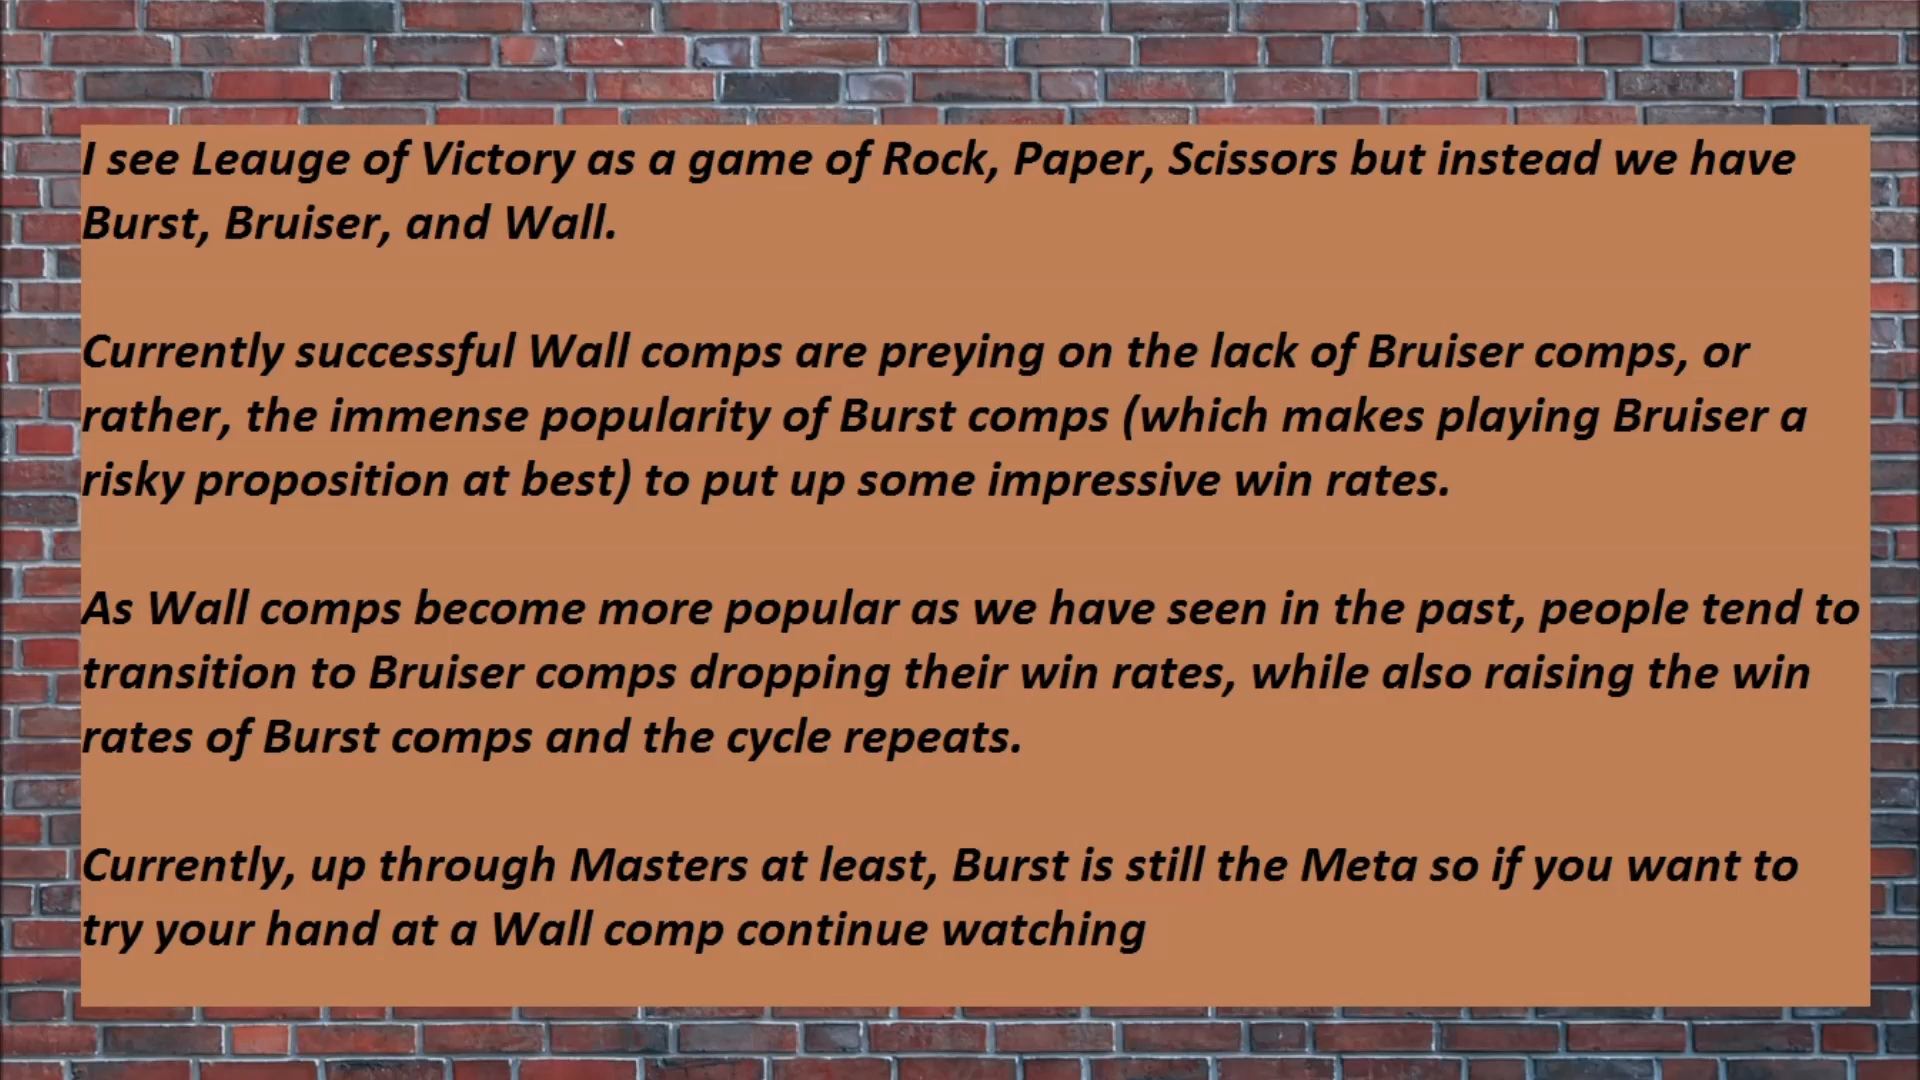 I see Leauge of Victory as a game of Rock, Paper, Scissors but instead we have
Burst, Bruiser, and Wall.
Currently successful Wall comps are preying on the lack of Bruiser comps, or
rather, the immense popularity of Burst comps (which makes playing Bruiser a
risky proposition at best) to put up some impressive win rates.
As Wall comps become more popular as we have seen in the past, people tend to
transition to Bruiser comps dropping their win rates, while also raising the win
rates of Burst comps and the cycle repeats.
Currently, up through Masters at least, Burst is still the Meta so if you want to
try your hand at a Wall comp continue watching